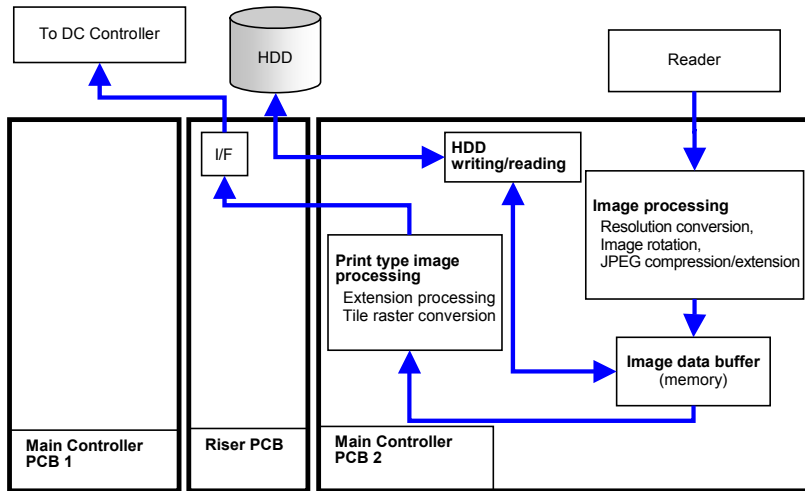 To DC Controller
HDD
Reader
I/F
HDD
writing/reading
Image processing
Resolution conversion,
Image rotation,
JPEG compression/extension
Print type image
processing
Extension processing
Tile raster conversion
Image data buffer
(memory)
Main Controller
PCB 1
Riser PCB
Main Controller
PCB 2